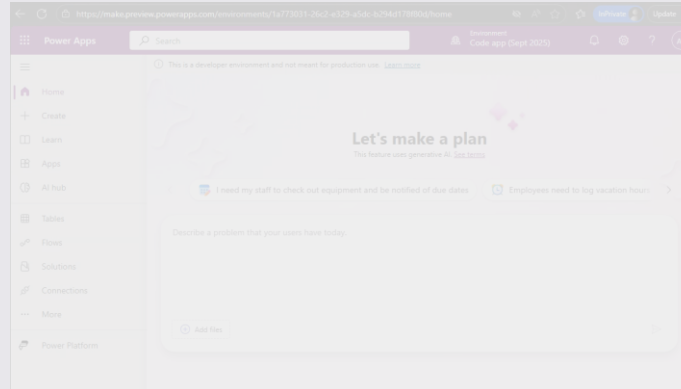 https://make.preview.powerapps.com/environments/1a773031-76c2-e329-a5dc-b294d17ff80d/home
InPrivate
Update
Power Apps
Search
Environment
Code app (Sept 2025)
This is a developer environment and not meant for production use. Learn more
Home
Create
Learn
Apps
AI hub
Tables
Flows
Solutions
Connections
More
Power Platform
Let's make a plan
This feature uses generative AI. See terms
I need my staff to check out equipment and be notified of due dates
Employees need to log vacation hours
Describe a problem that your users have today.
Add files